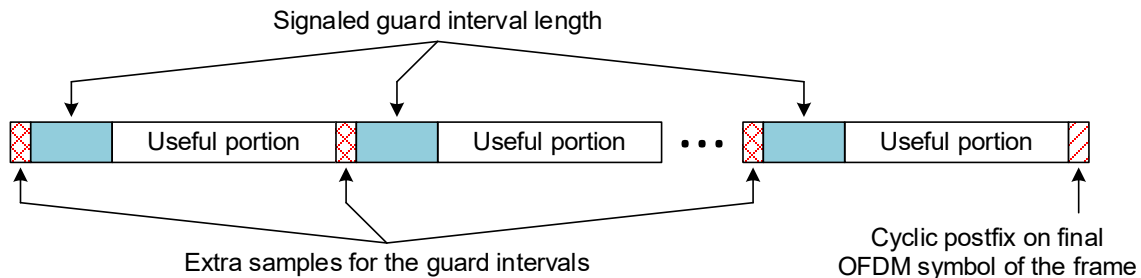 Signaled guard interval length
Useful portion
Useful portion
Useful portion
Extra samples for the guard intervals
Cyclic postfix on final
OFDM symbol of the frame